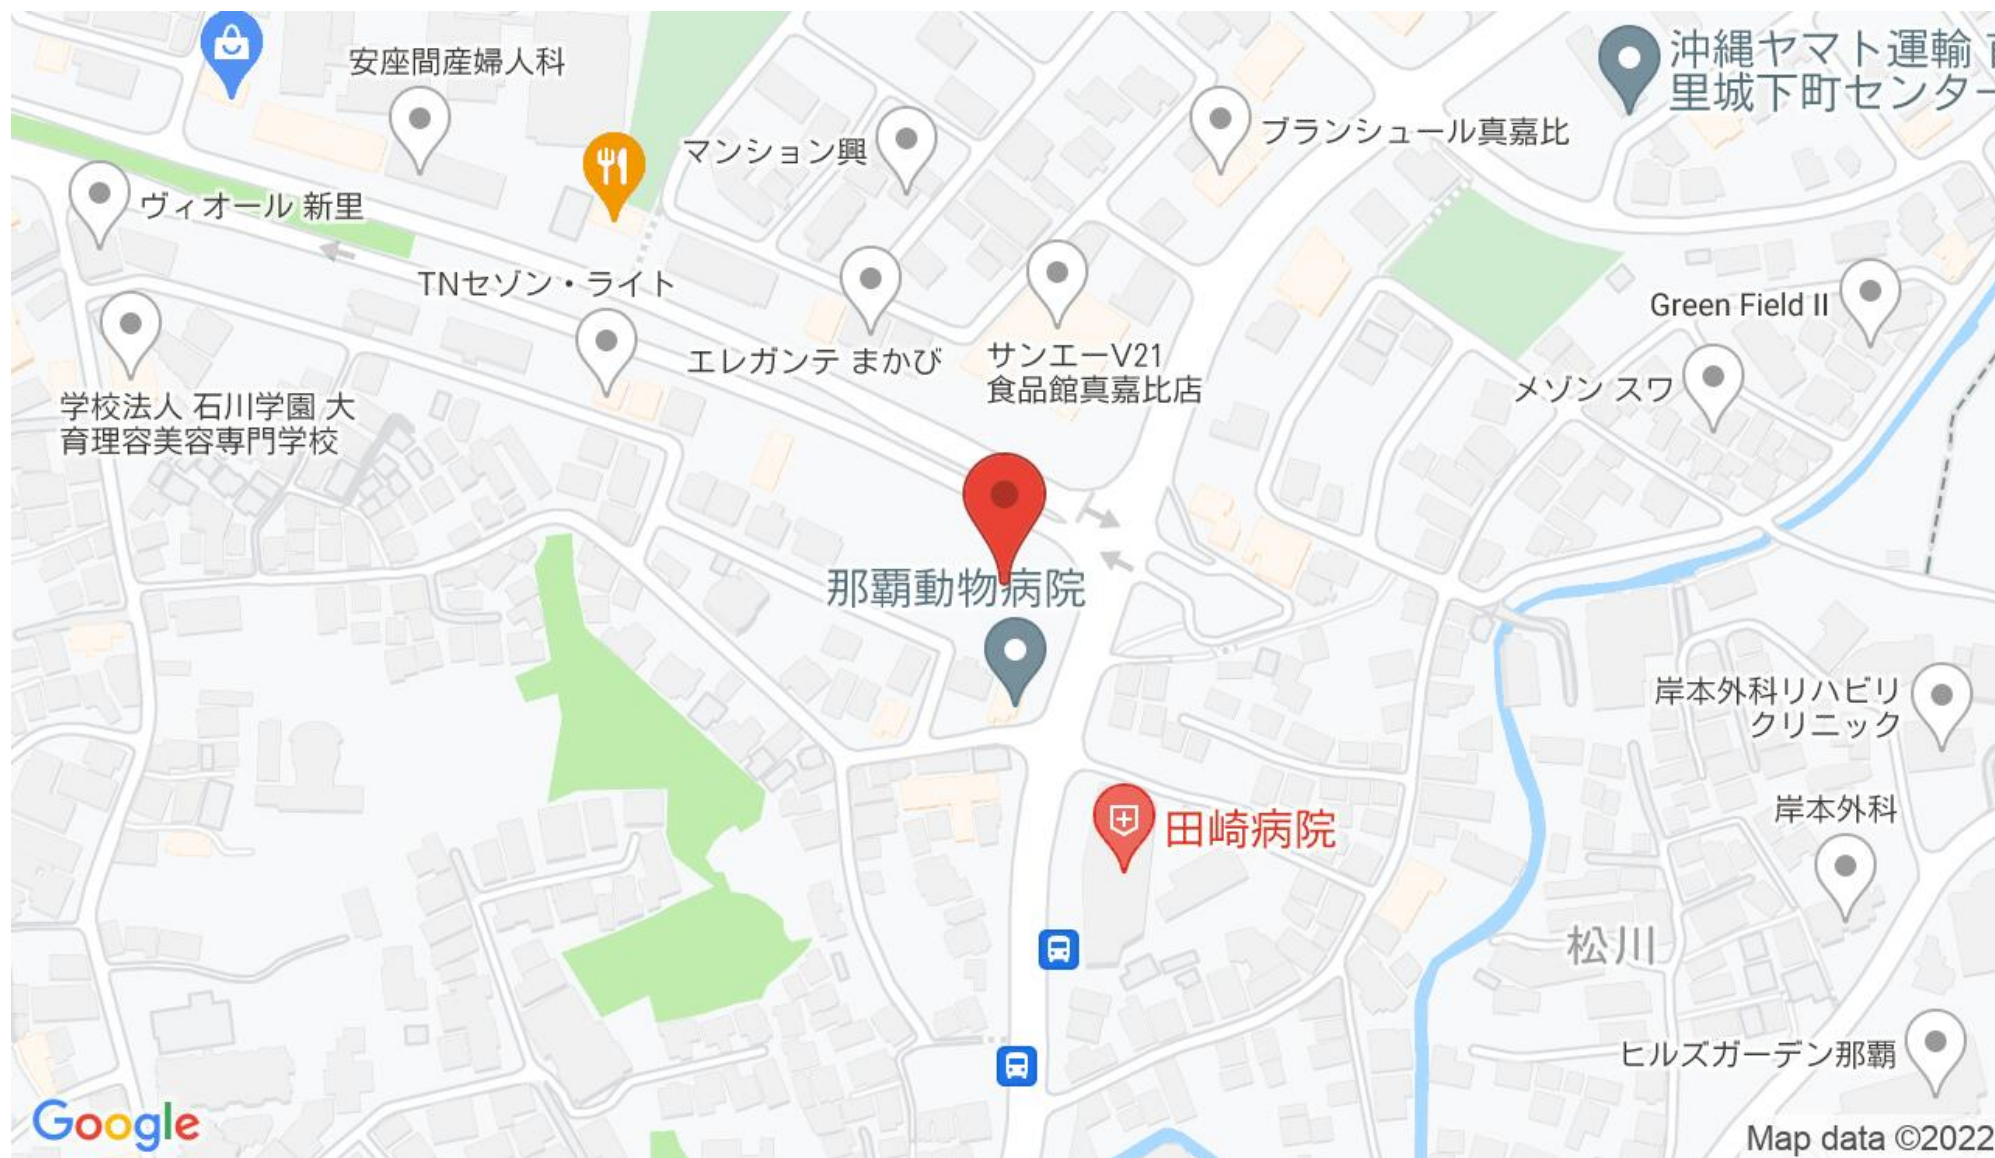 沖縄ヤマト運輸
里城下町センター
安座間産婦人科
ブランシュール真嘉比
マンション興
ヴィオール 新里
TNセゾン・ライト
Green Field II
エレガンテ まかび
サンエーV21
食品館真嘉比店
メゾン スワ
学校法人 石川学園 大
育理容美容専門学校
那覇動物病院
岸本外科リハビリ
クリニック
岸本外科
田崎病院
松川
ヒルズガーデン那覇
Google
Map data ©2022